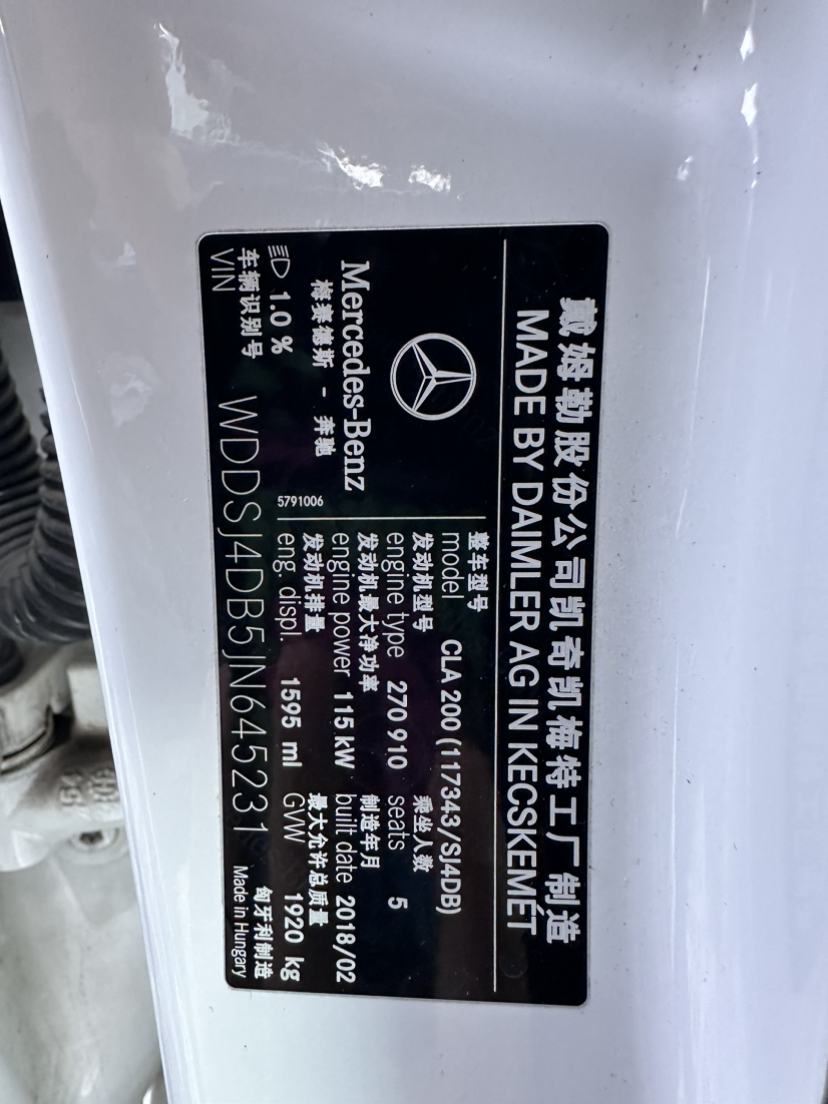 戴姆勒股份公司凯奇凯梅特工厂制造
MADE BY DAIMLER AG IN KECSKEMÉT
Mercedes-Benz
梅赛德斯 - 奔驰
1.0 %
5791006
整车型号
model CLA 200 (117343/SJ4DB)
发动机型号 乘坐人数
engine type 270 910 seats 5
发动机最大净功率 制造年月
engine power 115 kW built date 2018/02
发动机排量 最大允许总质量
eng. displ. 1595 ml GVW 1920 kg
车辆识别号 匈牙利制造
VIN WDDSJ4DB5JN645231 Made in Hungary